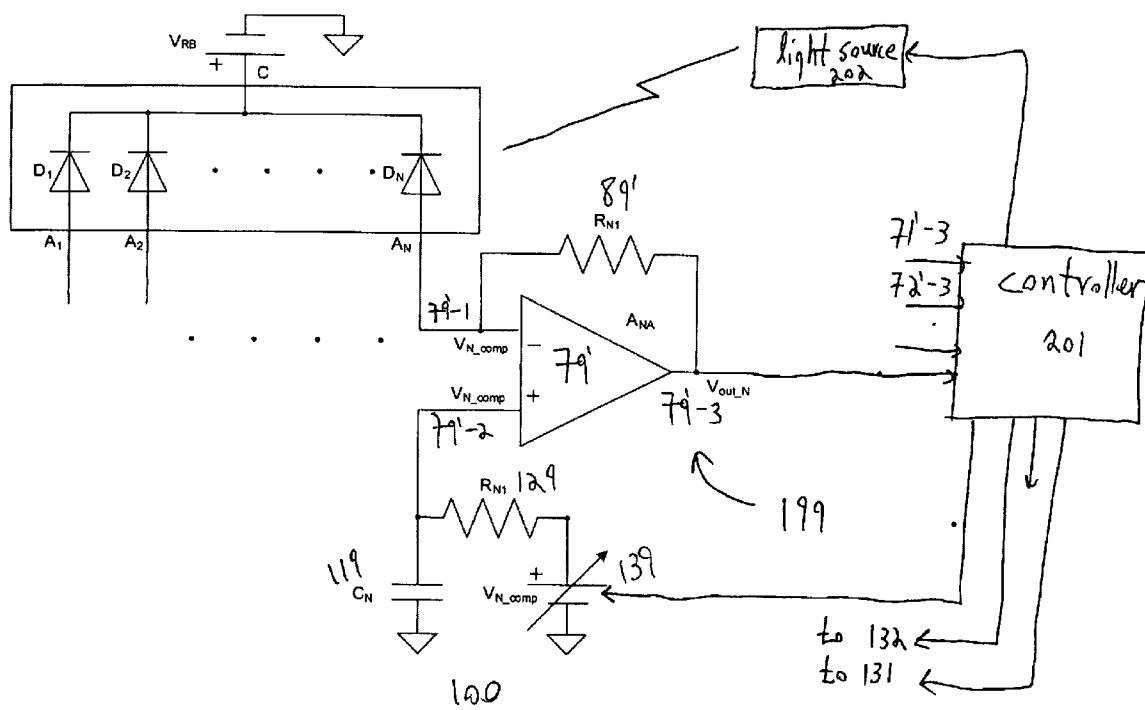 VRB
+
C
light source
202
D1
D2
DN
A1
A2
AN
89'
RN1
71'-3
72'-3
controller
201
79'-1
VN_comp
−
ANA
79'
VN_comp
+
79'-2
Vout_N
79'-3
RN1 129
199
119
CN
+
VN_comp
139
to 132
to 131
100